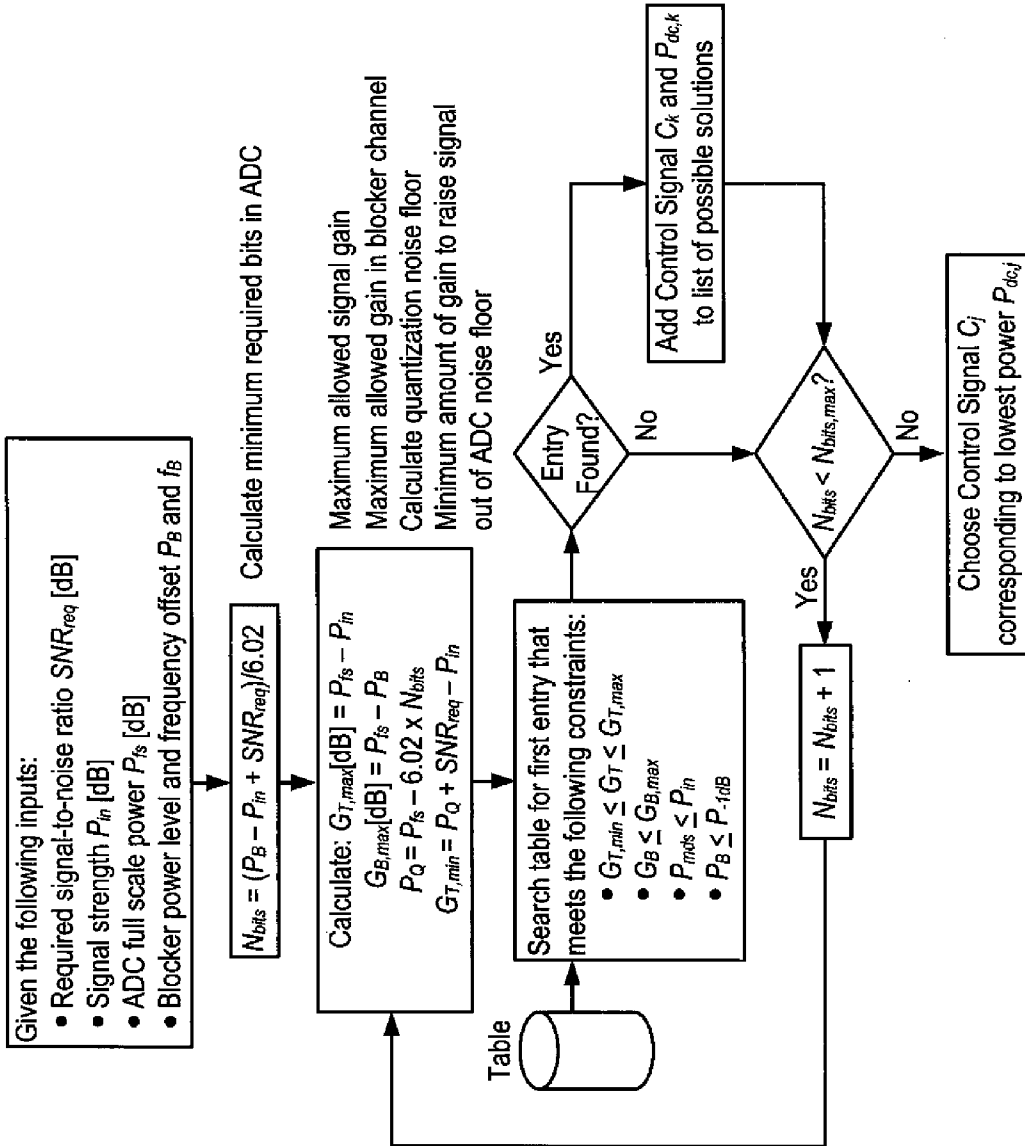 Given the following inputs:
• Required signal-to-noise ratio SNR_req [dB]
• Signal strength P_in [dB]
• ADC full scale power P_fs [dB]
• Blocker power level and frequency offset P_B and f_B
N_bits = (P_B – P_in + SNR_req)/6.02
Calculate minimum required bits in ADC
Calculate: G_T,max[dB] = P_fs – P_in
G_B,max[dB] = P_fs – P_B
P_Q = P_fs – 6.02 x N_bits
G_T,min = P_Q + SNR_req – P_in
Maximum allowed signal gain
Maximum allowed gain in blocker channel
Calculate quantization noise floor
Minimum amount of gain to raise signal
out of ADC noise floor
Table
Search table for first entry that
meets the following constraints:
• G_T,min ≤ G_T ≤ G_T,max
• G_B ≤ G_B,max
• P_mds ≤ P_in
• P_B ≤ P_-1dB
Entry
Found?
Yes
No
Add Control Signal C_k and P_dc,k
to list of possible solutions
N_bits < N_bits,max?
Yes
No
N_bits = N_bits + 1
Choose Control Signal C_j
corresponding to lowest power P_dc,j